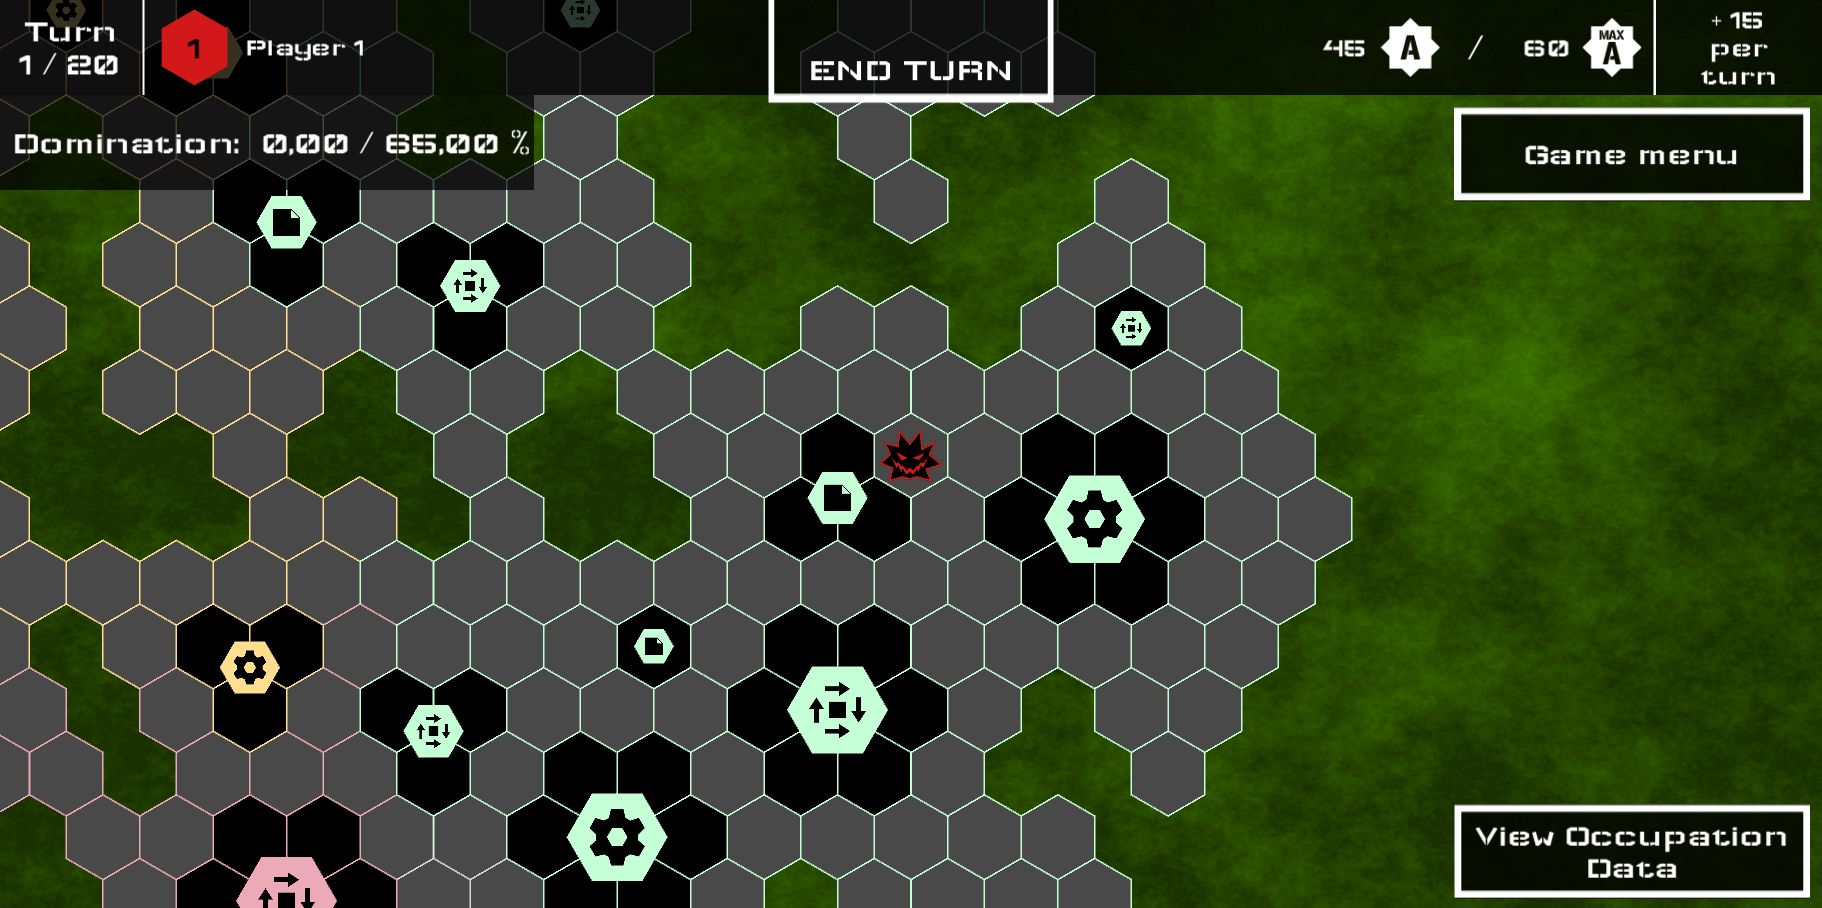 Turn
1 / 20
1
Player 1
END TURN
45 A / 60 MAX A
+ 15
per
turn
Domination: 0,00 / 65,00 %
Game menu
View Occupation
Data